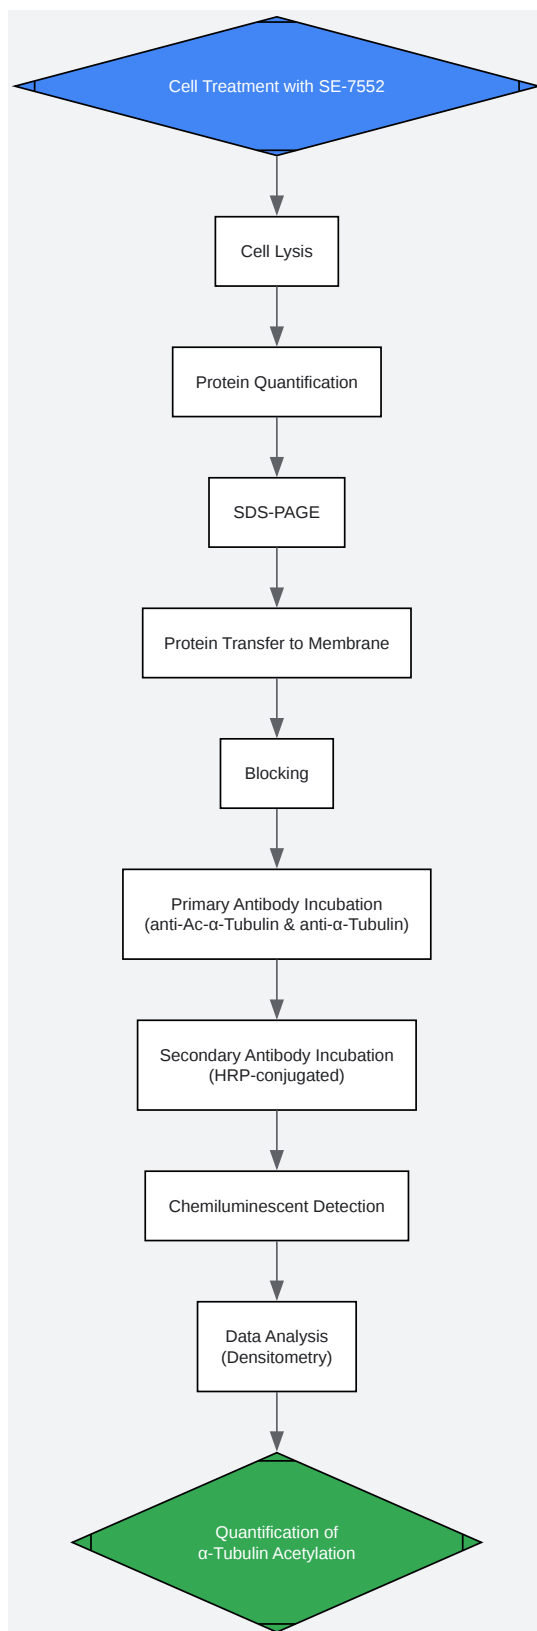 Cell Treatment with SE-7552
Cell Lysis
Protein Quantification
SDS-PAGE
Protein Transfer to Membrane
Blocking
Primary Antibody Incubation
(anti-Ac-α-Tubulin & anti-α-Tubulin)
Secondary Antibody Incubation
(HRP-conjugated)
Chemiluminescent Detection
Data Analysis
(Densitometry)
Quantification of
α-Tubulin Acetylation